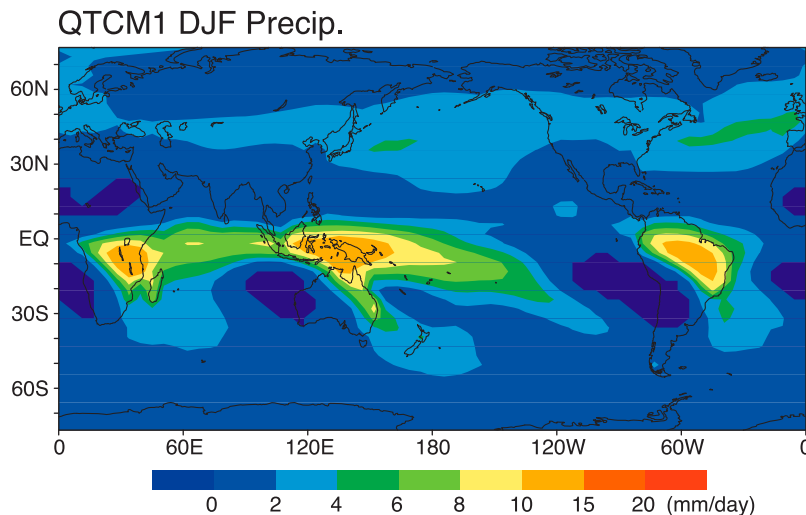 QTCM1 DJF Precip.
60N
30N
EQ
30S
60S
0 60E 120E 180 120W 60W 0
0 2 4 6 8 10 15 20 (mm/day)